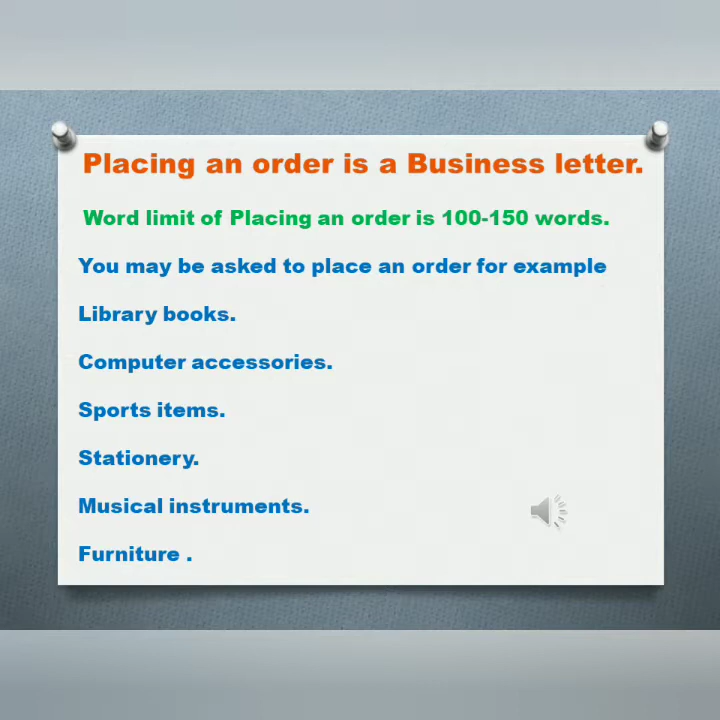 Placing an order is a Business letter.
Word limit of Placing an order is 100-150 words.
You may be asked to place an order for example
Library books.
Computer accessories.
Sports items.
Stationery.
Musical instruments.
Furniture .